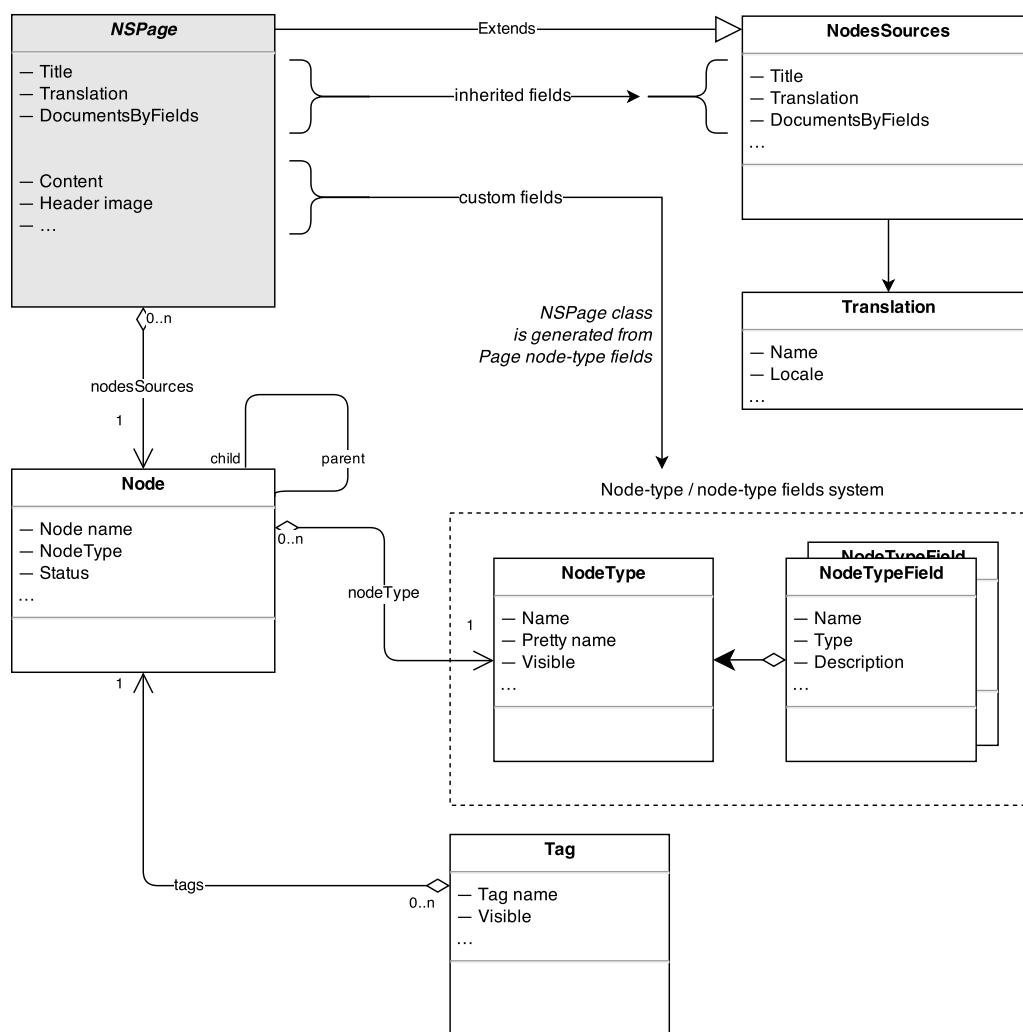 NSPage
— Title
— Translation
— DocumentsByFields
— Content
— Header image
— ...
Extends
inherited fields
custom fields
NodesSources
— Title
— Translation
— DocumentsByFields
...
NSPage class
is generated from
Page node-type fields
Translation
— Name
— Locale
...
0..n
nodesSources
1
child
parent
Node
— Node name
— NodeType
— Status
...
0..n
nodeType
1
Node-type / node-type fields system
NodeType
— Name
— Pretty name
— Visible
...
NodeTypeField
NodeTypeField
— Name
— Type
— Description
...
1
tags
0..n
Tag
— Tag name
— Visible
...